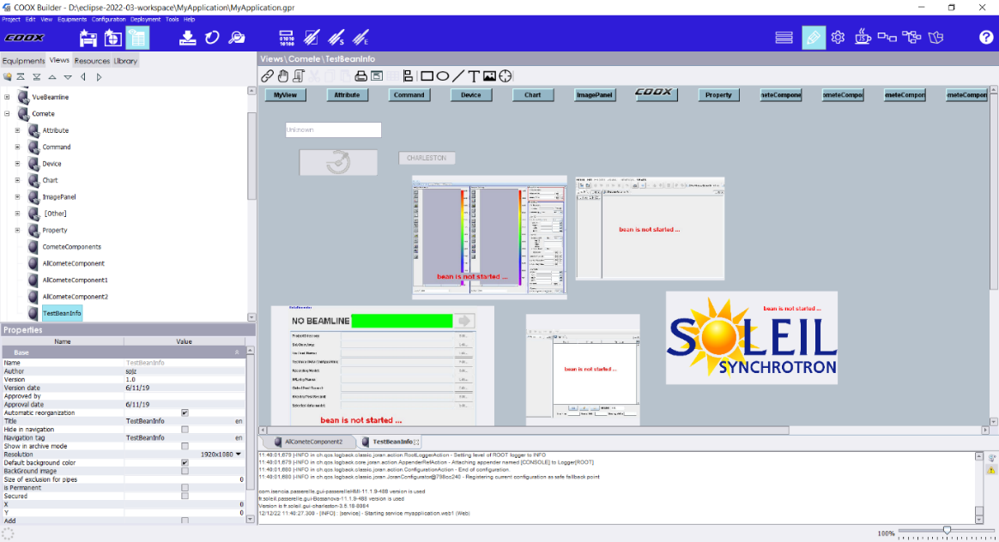 COOX Builder - D:\eclipse-2022-03-workspace\MyApplication\MyApplication.gpr
Project Edit View Equipments Configuration Deployment Tools Help
COOX
Equipments Views Resources Library
Views\Comete\TestBeanInfo
VueBeamline
Comete
Attribute
Command
Device
Chart
ImagePanel
[Other]
Property
CometeComponents
AllCometeComponent
AllCometeComponent1
AllCometeComponent2
TestBeanInfo
MyView Attribute Command Device Chart ImagePanel COOX Property meteCompone ometeCompor ometeCompor ometeCompor
Unknown
CHARLESTON
bean is not started ...
bean is not started ...
NO BEAMLINE
bean is not started ...
bean is not started ...
bean is not started ...
SOLEIL
SYNCHROTRON
Properties
Name Value
Base
Name TestBeanInfo
Author spjz
Version 1.0
Version date 6/11/19
Approved by
Approval date 6/11/19
Automatic reorganization
Title TestBeanInfo en
Hide in navigation
Navigation tag TestBeanInfo en
Show in archive mode
Resolution 1920x1080
Default background color
BackGround image
Size of exclusion for pipes 0
is Permanent
Secured
X 0
Y 0
Add
AllCometeComponent2 TestBeanInfo
11:40:01,679 |-INFO in ch.qos.logback.classic.joran.action.RootLoggerAction - Setting level of ROOT logger to INFO
11:40:01,679 |-INFO in ch.qos.logback.core.joran.action.AppenderRefAction - Attaching appender named [CONSOLE] to Logger[ROOT]
11:40:01,680 |-INFO in ch.qos.logback.classic.joran.action.ConfigurationAction - End of configuration.
11:40:01,680 |-INFO in ch.qos.logback.classic.joran.JoranConfigurator@798cc248 - Registering current configuration as safe fallback point
com.isencia.passerelle.gui-passerelleHMI-11.1.9-488 version is used
fr.soleil.passerelle.gui-Bossanova-11.1.9-488 version is used
Version is fr.soleil.gui-charleston-3.5.18-0084
12/12/22 11:40:27.300 - [INFO] : [service] - Starting service myapplication.web1 (Web)
100%